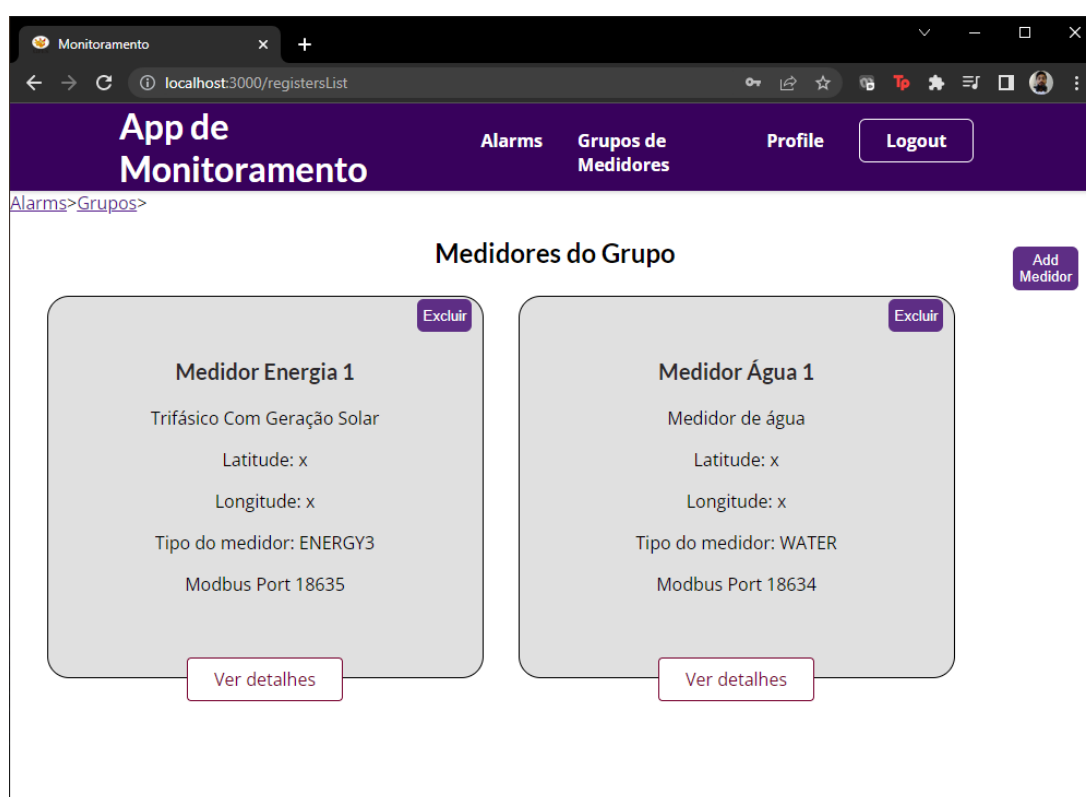 Monitoramento
localhost:3000/registersList
App de
Monitoramento
Alarms
Grupos de
Medidores
Profile
Logout
Alarms>Grupos>
Medidores do Grupo
Add
Medidor
Excluir
Medidor Energia 1
Trifásico Com Geração Solar
Latitude: x
Longitude: x
Tipo do medidor: ENERGY3
Modbus Port 18635
Ver detalhes
Excluir
Medidor Água 1
Medidor de água
Latitude: x
Longitude: x
Tipo do medidor: WATER
Modbus Port 18634
Ver detalhes
Tp